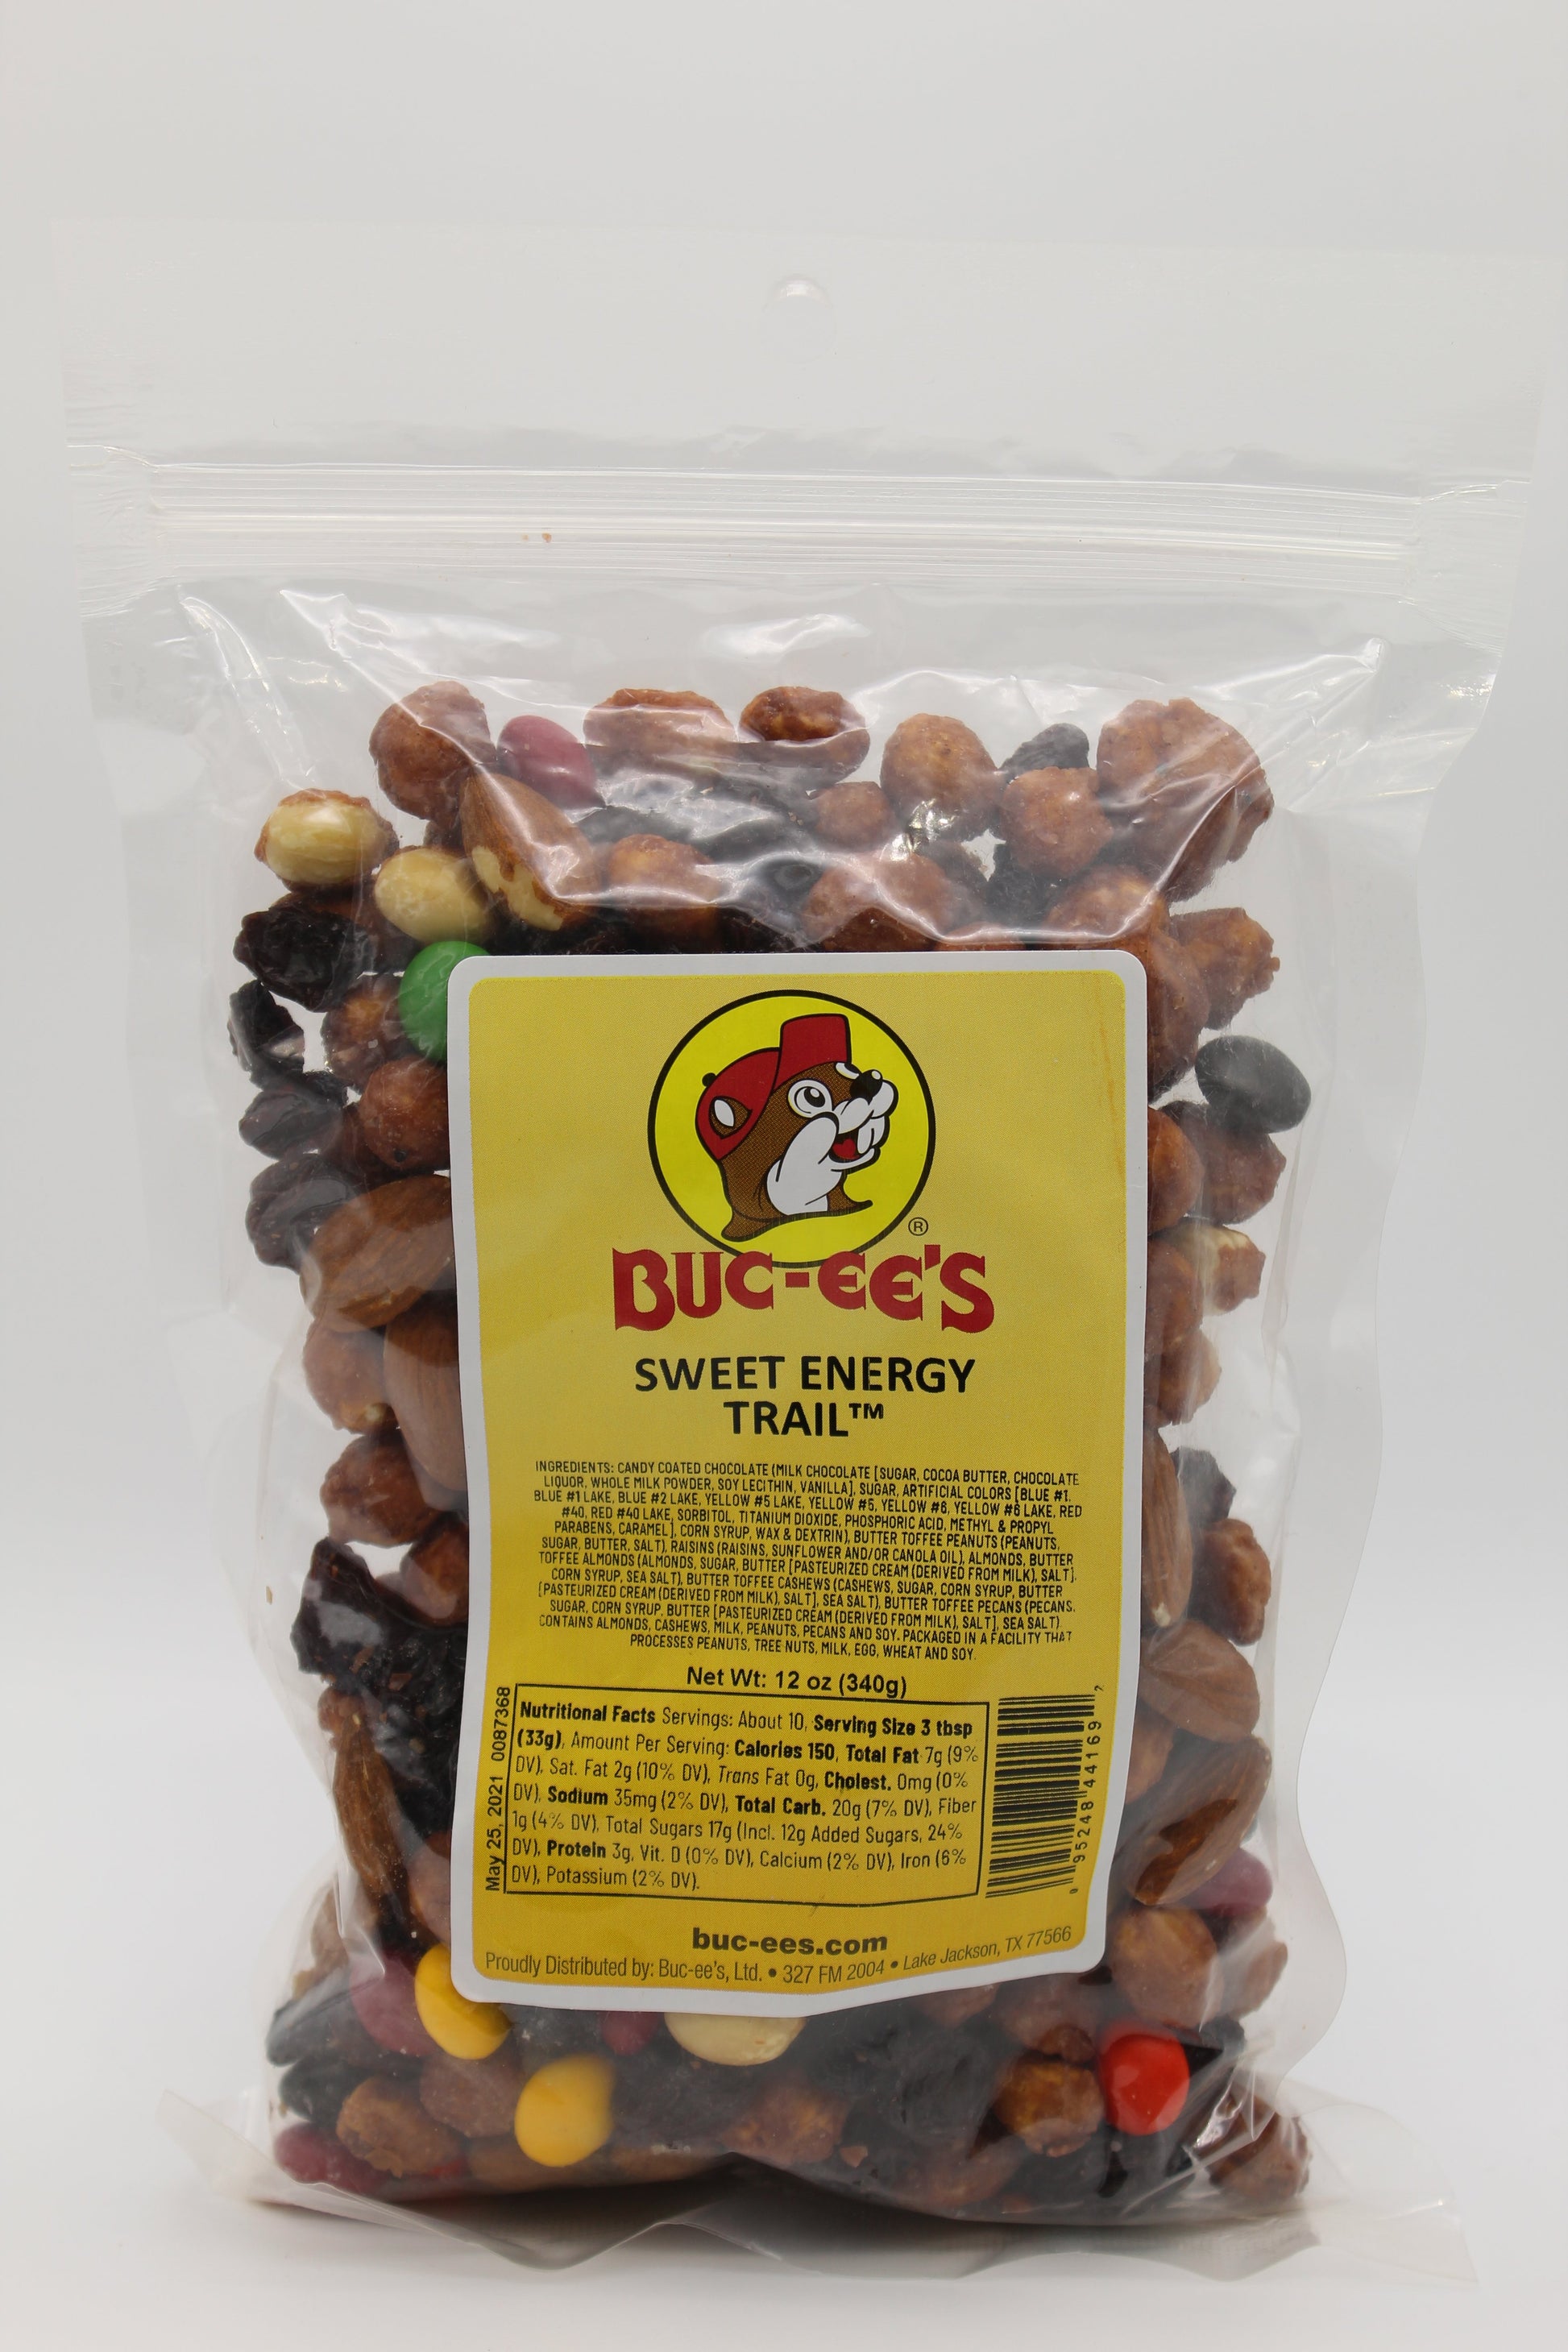 ®
BUC-EE'S
SWEET ENERGY
TRAIL™
INGREDIENTS: CANDY COATED CHOCOLATE (MILK CHOCOLATE [SUGAR, COCOA BUTTER, CHOCOLATE
LIQUOR, WHOLE MILK POWDER, SOY LECITHIN, VANILLA], SUGAR, ARTIFICIAL COLORS [BLUE #1,
BLUE #1 LAKE, BLUE #2 LAKE, YELLOW #5 LAKE, YELLOW #5, YELLOW #6, YELLOW #6 LAKE, RED
#40, RED #40 LAKE, SORBITOL, TITANIUM DIOXIDE, PHOSPHORIC ACID, METHYL & PROPYL
PARABENS, CARAMEL], CORN SYRUP, WAX & DEXTRIN), BUTTER TOFFEE PEANUTS (PEANUTS,
SUGAR, BUTTER, SALT), RAISINS (RAISINS, SUNFLOWER AND/OR CANOLA OIL), ALMONDS, BUTTER
TOFFEE ALMONDS (ALMONDS, SUGAR, BUTTER [PASTEURIZED CREAM (DERIVED FROM MILK), SALT],
CORN SYRUP, SEA SALT), BUTTER TOFFEE CASHEWS (CASHEWS, SUGAR, CORN SYRUP, BUTTER
[PASTEURIZED CREAM (DERIVED FROM MILK), SALT], SEA SALT), BUTTER TOFFEE PECANS (PECANS,
SUGAR, CORN SYRUP, BUTTER [PASTEURIZED CREAM (DERIVED FROM MILK), SALT], SEA SALT)
CONTAINS ALMONDS, CASHEWS, MILK, PEANUTS, PECANS AND SOY. PACKAGED IN A FACILITY THAT
PROCESSES PEANUTS, TREE NUTS, MILK, EGG, WHEAT AND SOY.
Net Wt: 12 oz (340g)
May 25, 2021 0087368
Nutritional Facts Servings: About 10, Serving Size 3 tbsp
(33g), Amount Per Serving: Calories 150, Total Fat 7g (9%
DV), Sat. Fat 2g (10% DV), Trans Fat 0g, Cholest. 0mg (0%
DV), Sodium 35mg (2% DV), Total Carb. 20g (7% DV), Fiber
1g (4% DV), Total Sugars 17g (Incl. 12g Added Sugars, 24%
DV), Protein 3g, Vit. D (0% DV), Calcium (2% DV), Iron (6%
DV), Potassium (2% DV).
0 95248 44169 7
buc-ees.com
Proudly Distributed by: Buc-ee's, Ltd. • 327 FM 2004 • Lake Jackson, TX 77566